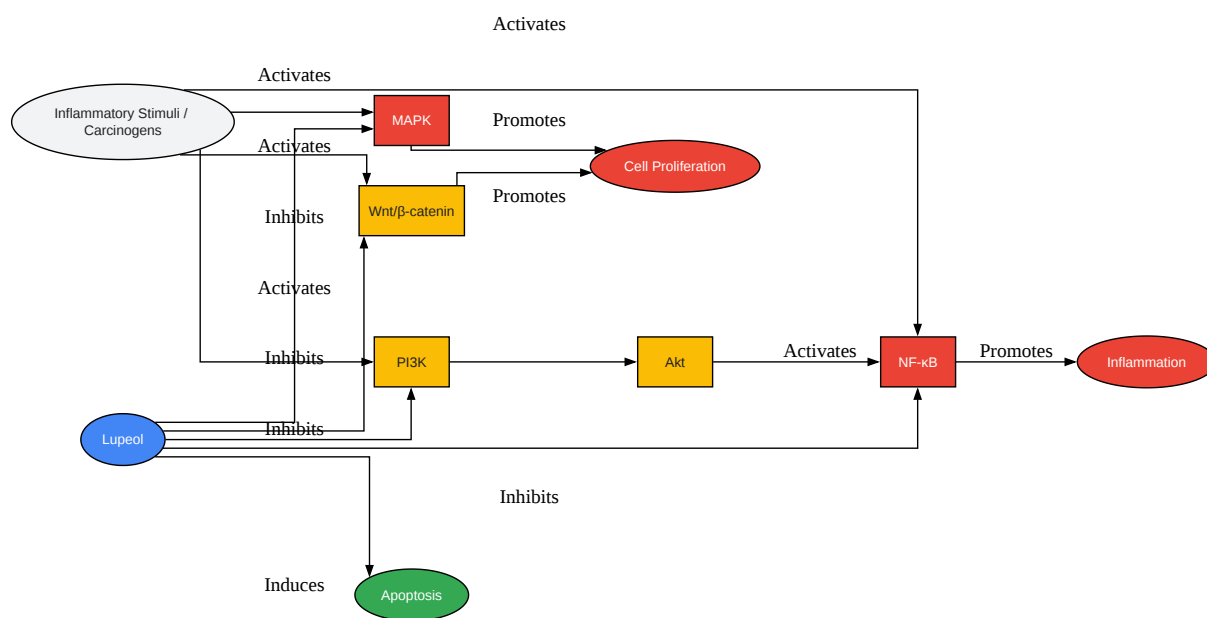 Activates
Activates
Inflammatory Stimuli /
Carcinogens
MAPK
Promotes
Activates
Cell Proliferation
Wnt/β-catenin
Promotes
Inhibits
Activates
Inhibits
PI3K
Akt
Activates
NF-κB
Promotes
Inflammation
Lupeol
Inhibits
Inhibits
Induces
Apoptosis